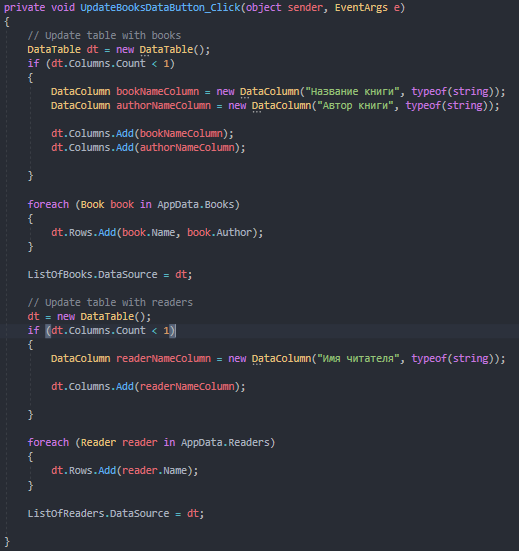 private void UpdateBooksDataButton_Click(object sender, EventArgs e)
{
// Update table with books
DataTable dt = new DataTable();
if (dt.Columns.Count < 1)
{
DataColumn bookNameColumn = new DataColumn("Название книги", typeof(string));
DataColumn authorNameColumn = new DataColumn("Автор книги", typeof(string));
dt.Columns.Add(bookNameColumn);
dt.Columns.Add(authorNameColumn);
}
foreach (Book book in AppData.Books)
{
dt.Rows.Add(book.Name, book.Author);
}
ListOfBooks.DataSource = dt;
// Update table with readers
dt = new DataTable();
if (dt.Columns.Count < 1)
{
DataColumn readerNameColumn = new DataColumn("Имя читателя", typeof(string));
dt.Columns.Add(readerNameColumn);
}
foreach (Reader reader in AppData.Readers)
{
dt.Rows.Add(reader.Name);
}
ListOfReaders.DataSource = dt;
}